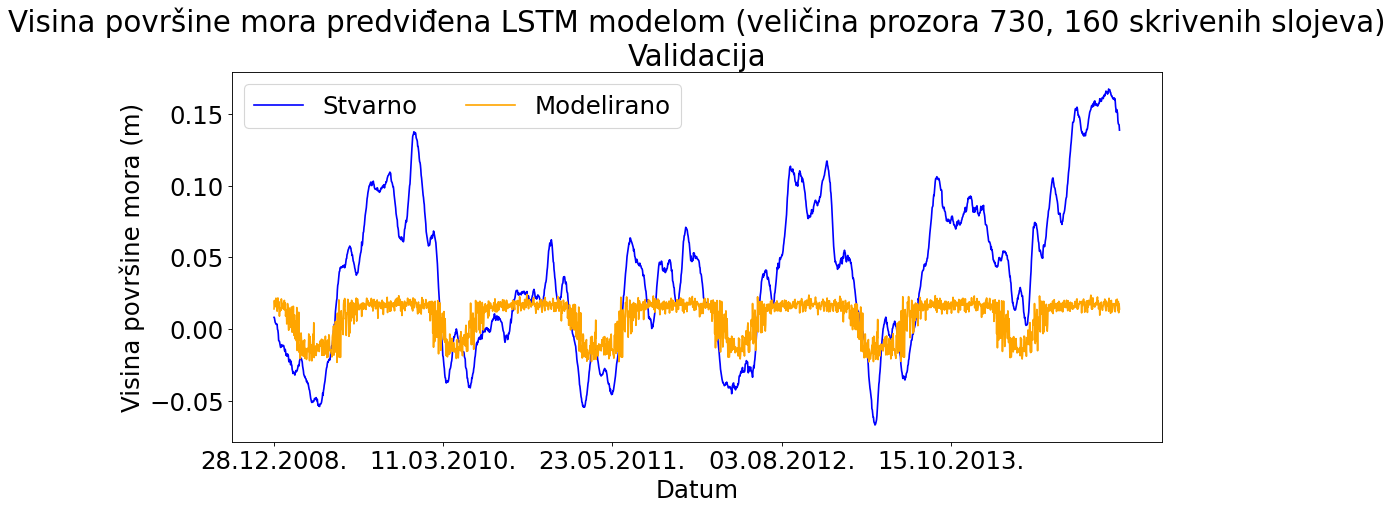 Visina površine mora predviđena LSTM modelom (veličina prozora 730, 160 skrivenih slojeva)
Validacija
Stvarno
Modelirano
Visina površine mora (m)
0.15
0.10
0.05
0.00
−0.05
28.12.2008.
11.03.2010.
23.05.2011.
03.08.2012.
15.10.2013.
Datum